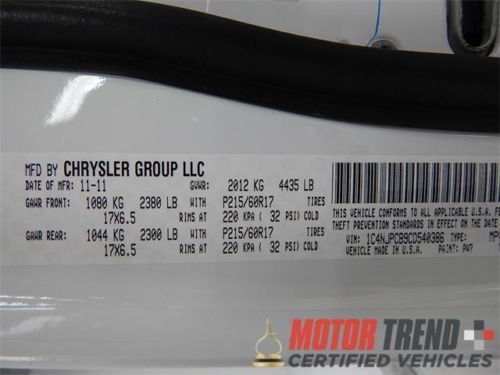 MFD BY CHRYSLER GROUP LLC
DATE OF MFR: 11-11 GVWR: 2012 KG 4435 LB
GAWR FRONT: 1080 KG 2380 LB WITH P215/60R17 TIRES
17X6.5 RIMS AT 220 KPA ( 32 PSI) COLD
GAWR REAR: 1044 KG 2300 LB WITH P215/60R17 TIRES
17X6.5 RIMS AT 220 KPA ( 32 PSI) COLD
THIS VEHICLE CONFORMS TO ALL APPLICABLE U.S.A.
THEFT PREVENTION STANDARDS IN EFFECT
VIN: 1C4NJPCB9CD540386 TYPE: MPV
VEHICLE MADE IN U.S.A. PAINT: PW7
MOTOR TREND
CERTIFIED VEHICLES